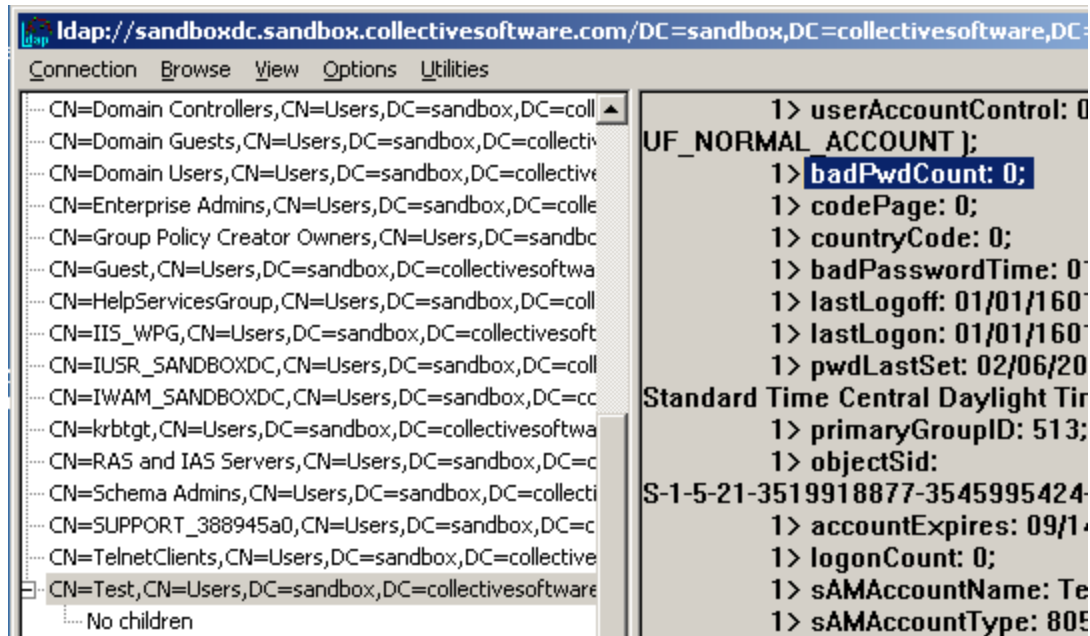 ldap://sandboxdc.sandbox.collectivesoftware.com/DC=sandbox,DC=collectivesoftware,DC=
Connection Browse View Options Utilities
CN=Domain Controllers,CN=Users,DC=sandbox,DC=coll
CN=Domain Guests,CN=Users,DC=sandbox,DC=collectiv
CN=Domain Users,CN=Users,DC=sandbox,DC=collective
CN=Enterprise Admins,CN=Users,DC=sandbox,DC=colle
CN=Group Policy Creator Owners,CN=Users,DC=sandbo
CN=Guest,CN=Users,DC=sandbox,DC=collectivesoftwa
CN=HelpServicesGroup,CN=Users,DC=sandbox,DC=coll
CN=IIS_WPG,CN=Users,DC=sandbox,DC=collectivesoft
CN=IUSR_SANDBOXDC,CN=Users,DC=sandbox,DC=coll
CN=IWAM_SANDBOXDC,CN=Users,DC=sandbox,DC=cc
CN=krbtgt,CN=Users,DC=sandbox,DC=collectivesoftwa
CN=RAS and IAS Servers,CN=Users,DC=sandbox,DC=c
CN=Schema Admins,CN=Users,DC=sandbox,DC=collecti
CN=SUPPORT_388945a0,CN=Users,DC=sandbox,DC=c
CN=TelnetClients,CN=Users,DC=sandbox,DC=collective
CN=Test,CN=Users,DC=sandbox,DC=collectivesoftware
No children
1> userAccountControl: 0
UF_NORMAL_ACCOUNT );
1> badPwdCount: 0;
1> codePage: 0;
1> countryCode: 0;
1> badPasswordTime: 01
1> lastLogoff: 01/01/1601
1> lastLogon: 01/01/1601
1> pwdLastSet: 02/06/20
Standard Time Central Daylight Tim
1> primaryGroupID: 513;
1> objectSid:
S-1-5-21-3519918877-3545995424-
1> accountExpires: 09/14
1> logonCount: 0;
1> sAMAccountName: Te
1> sAMAccountType: 805